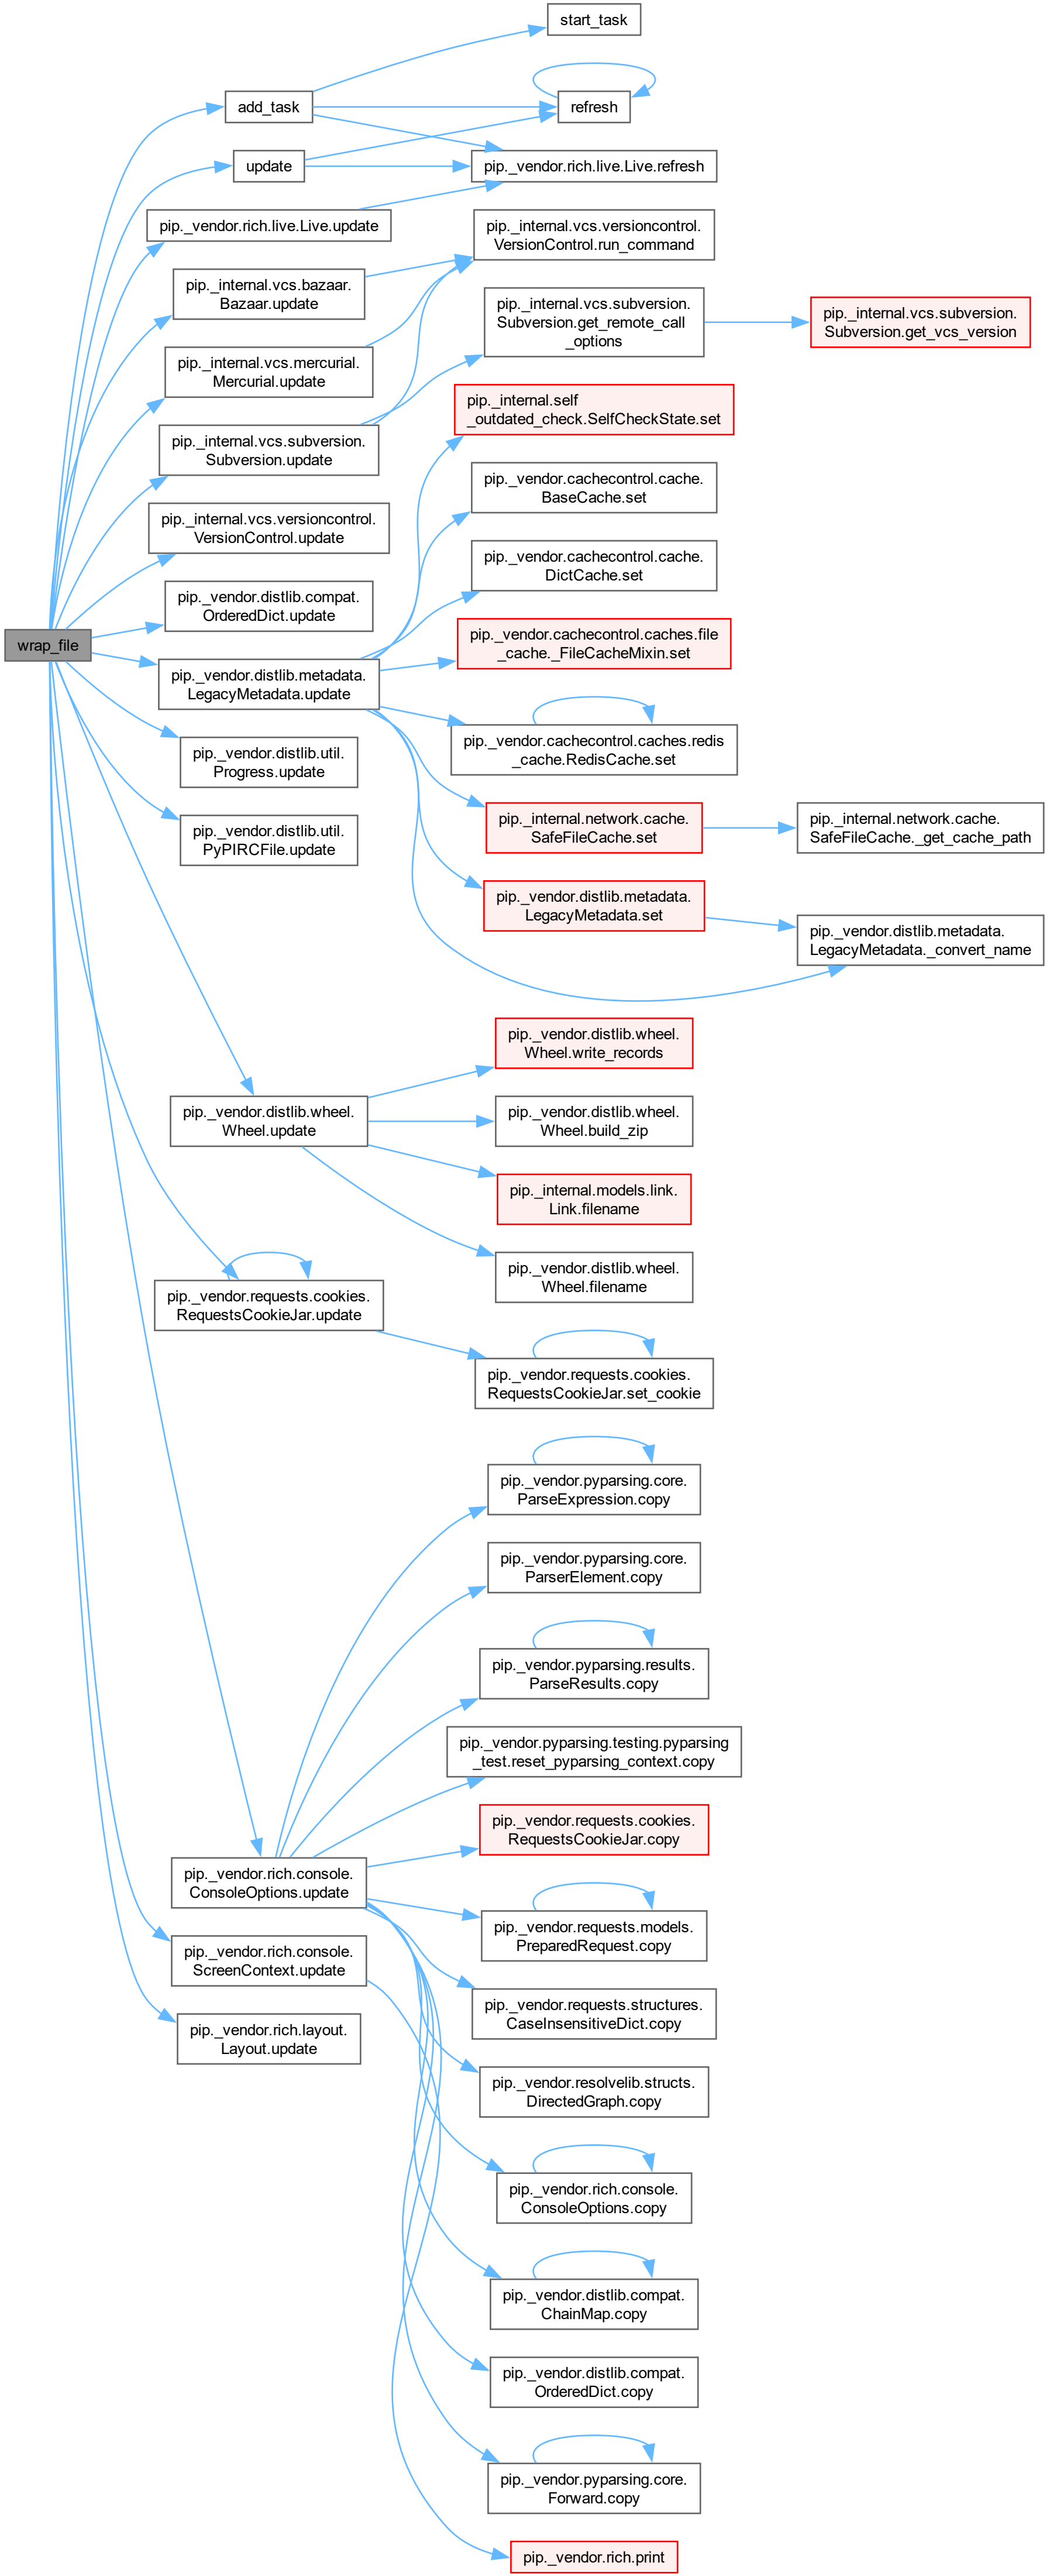 start_task
add_task
refresh
update
pip._vendor.rich.live.Live.refresh
pip._vendor.rich.live.Live.update
pip._internal.vcs.versioncontrol.
VersionControl.run_command
pip._internal.vcs.bazaar.
Bazaar.update
pip._internal.vcs.subversion.
Subversion.get_remote_call
_options
pip._internal.vcs.subversion.
Subversion.get_vcs_version
pip._internal.vcs.mercurial.
Mercurial.update
pip._internal.self
_outdated_check.SelfCheckState.set
pip._internal.vcs.subversion.
Subversion.update
pip._vendor.cachecontrol.cache.
BaseCache.set
pip._internal.vcs.versioncontrol.
VersionControl.update
pip._vendor.cachecontrol.cache.
DictCache.set
pip._vendor.distlib.compat.
OrderedDict.update
wrap_file
pip._vendor.cachecontrol.caches.file
_cache._FileCacheMixin.set
pip._vendor.distlib.metadata.
LegacyMetadata.update
pip._vendor.cachecontrol.caches.redis
_cache.RedisCache.set
pip._vendor.distlib.util.
Progress.update
pip._internal.network.cache.
SafeFileCache.set
pip._internal.network.cache.
SafeFileCache._get_cache_path
pip._vendor.distlib.util.
PyPIRCFile.update
pip._vendor.distlib.metadata.
LegacyMetadata.set
pip._vendor.distlib.metadata.
LegacyMetadata._convert_name
pip._vendor.distlib.wheel.
Wheel.write_records
pip._vendor.distlib.wheel.
Wheel.update
pip._vendor.distlib.wheel.
Wheel.build_zip
pip._internal.models.link.
Link.filename
pip._vendor.distlib.wheel.
Wheel.filename
pip._vendor.requests.cookies.
RequestsCookieJar.update
pip._vendor.requests.cookies.
RequestsCookieJar.set_cookie
pip._vendor.pyparsing.core.
ParseExpression.copy
pip._vendor.pyparsing.core.
ParserElement.copy
pip._vendor.pyparsing.results.
ParseResults.copy
pip._vendor.pyparsing.testing.pyparsing
_test.reset_pyparsing_context.copy
pip._vendor.requests.cookies.
RequestsCookieJar.copy
pip._vendor.rich.console.
ConsoleOptions.update
pip._vendor.requests.models.
PreparedRequest.copy
pip._vendor.rich.console.
ScreenContext.update
pip._vendor.requests.structures.
CaseInsensitiveDict.copy
pip._vendor.rich.layout.
Layout.update
pip._vendor.resolvelib.structs.
DirectedGraph.copy
pip._vendor.rich.console.
ConsoleOptions.copy
pip._vendor.distlib.compat.
ChainMap.copy
pip._vendor.distlib.compat.
OrderedDict.copy
pip._vendor.pyparsing.core.
Forward.copy
pip._vendor.rich.print